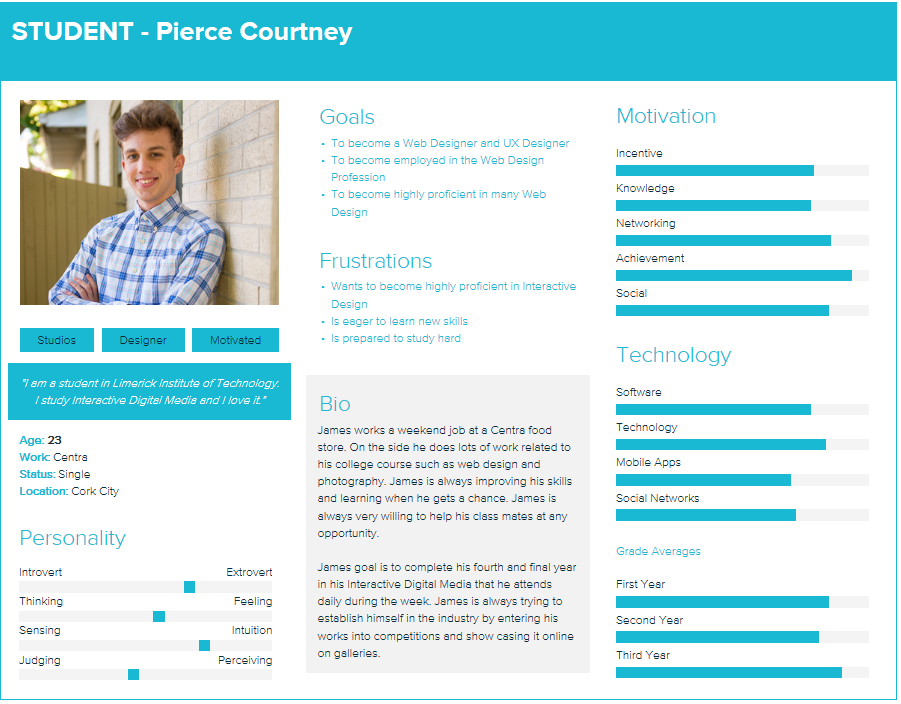 STUDENT - Pierce Courtney
Studios
Designer
Motivated
"I am a student in Limerick Institute of Technology.
I study Interactive Digital Media and I love it."
Age: 23
Work: Centra
Status: Single
Location: Cork City
Personality
Introvert Extrovert
Thinking Feeling
Sensing Intuition
Judging Perceiving
Goals
• To become a Web Designer and UX Designer
• To become employed in the Web Design
Profession
• To become highly proficient in many Web
Design
Frustrations
• Wants to become highly proficient in Interactive
Design
• Is eager to learn new skills
• Is prepared to study hard
Bio
James works a weekend job at a Centra food
store. On the side he does lots of work related to
his college course such as web design and
photography. James is always improving his skills
and learning when he gets a chance. James is
always very willing to help his class mates at any
opportunity.
James goal is to complete his fourth and final year
in his Interactive Digital Media that he attends
daily during the week. James is always trying to
establish himself in the industry by entering his
works into competitions and show casing it online
on galleries.
Motivation
Incentive
Knowledge
Networking
Achievement
Social
Technology
Software
Technology
Mobile Apps
Social Networks
Grade Averages
First Year
Second Year
Third Year